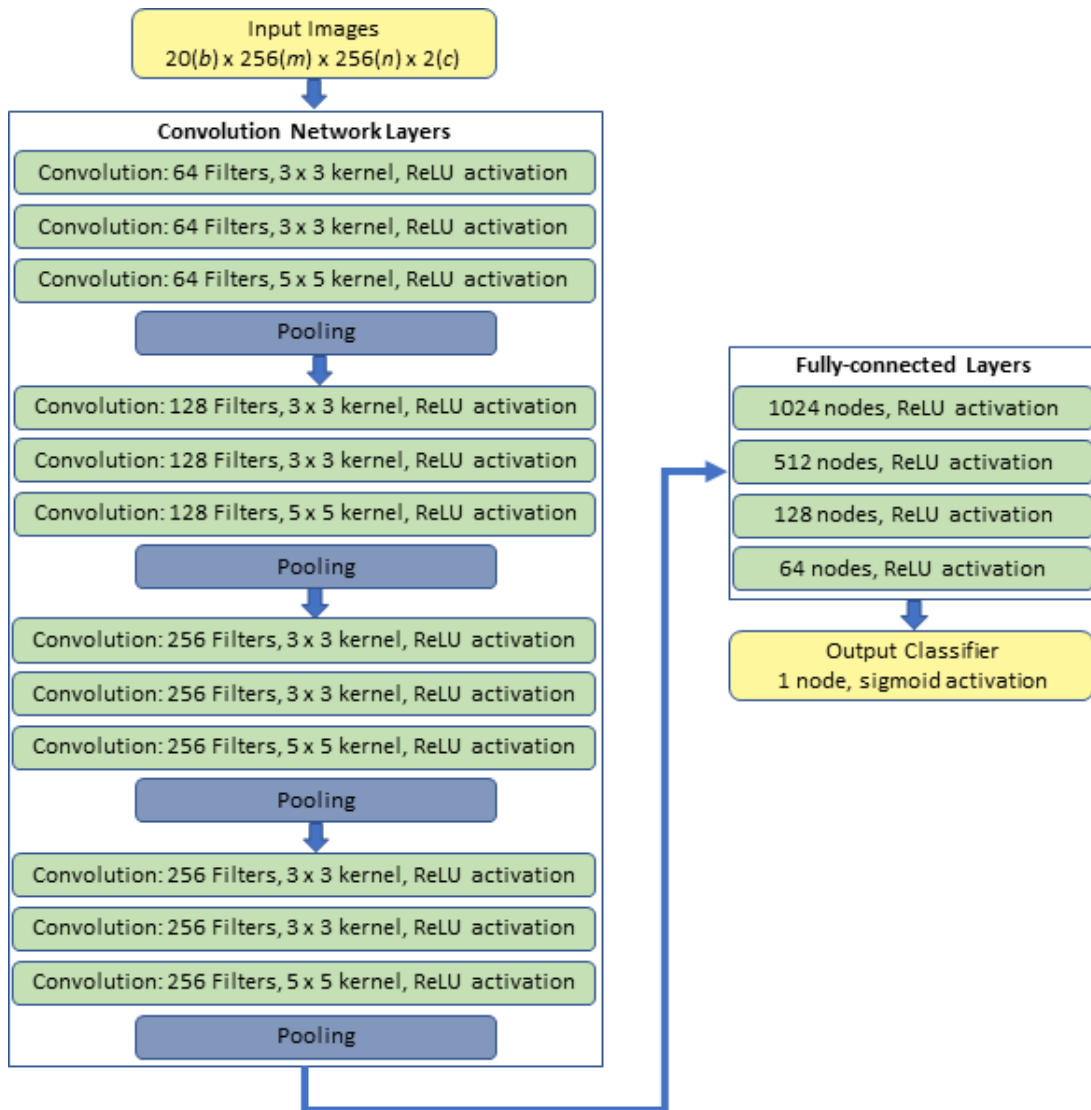 Input Images
20(b) x 256(m) x 256(n) x 2(c)
Convolution Network Layers
Convolution: 64 Filters, 3 x 3 kernel, ReLU activation
Convolution: 64 Filters, 3 x 3 kernel, ReLU activation
Convolution: 64 Filters, 5 x 5 kernel, ReLU activation
Pooling
Convolution: 128 Filters, 3 x 3 kernel, ReLU activation
Convolution: 128 Filters, 3 x 3 kernel, ReLU activation
Convolution: 128 Filters, 5 x 5 kernel, ReLU activation
Pooling
Convolution: 256 Filters, 3 x 3 kernel, ReLU activation
Convolution: 256 Filters, 3 x 3 kernel, ReLU activation
Convolution: 256 Filters, 5 x 5 kernel, ReLU activation
Pooling
Convolution: 256 Filters, 3 x 3 kernel, ReLU activation
Convolution: 256 Filters, 3 x 3 kernel, ReLU activation
Convolution: 256 Filters, 5 x 5 kernel, ReLU activation
Pooling
Fully-connected Layers
1024 nodes, ReLU activation
512 nodes, ReLU activation
128 nodes, ReLU activation
64 nodes, ReLU activation
Output Classifier
1 node, sigmoid activation